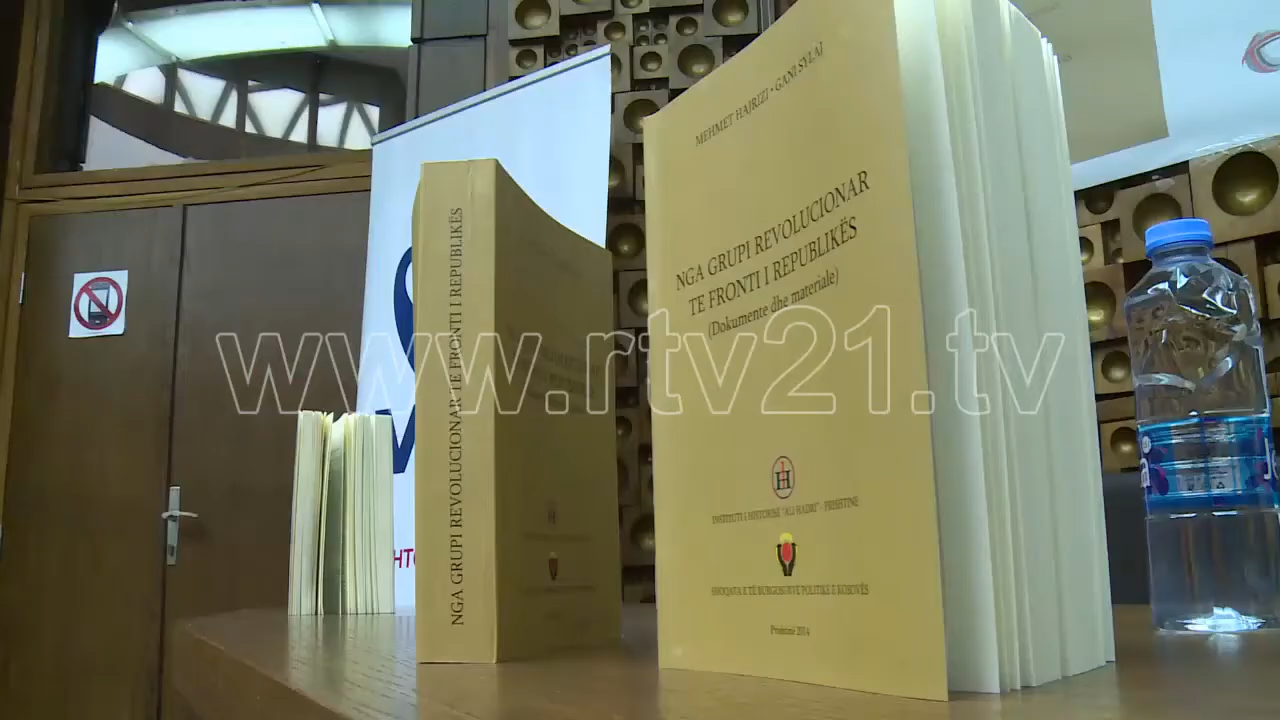 MEHMET HAJRIZI • GANI SYLAJ
NGA GRUPI REVOLUCIONAR
TE FRONTI I REPUBLIKËS
(Dokumente dhe materiale)
INSTITUTI I HISTORISË "ALI HADRI" - PRISHTINË
SHOQATA E TË BURGOSURVE POLITIKE E KOSOVËS
Prishtinë 2014
NGA GRUPI REVOLUCIONAR TE FRONTI I REPUBLIKËS
www.rtv21.tv